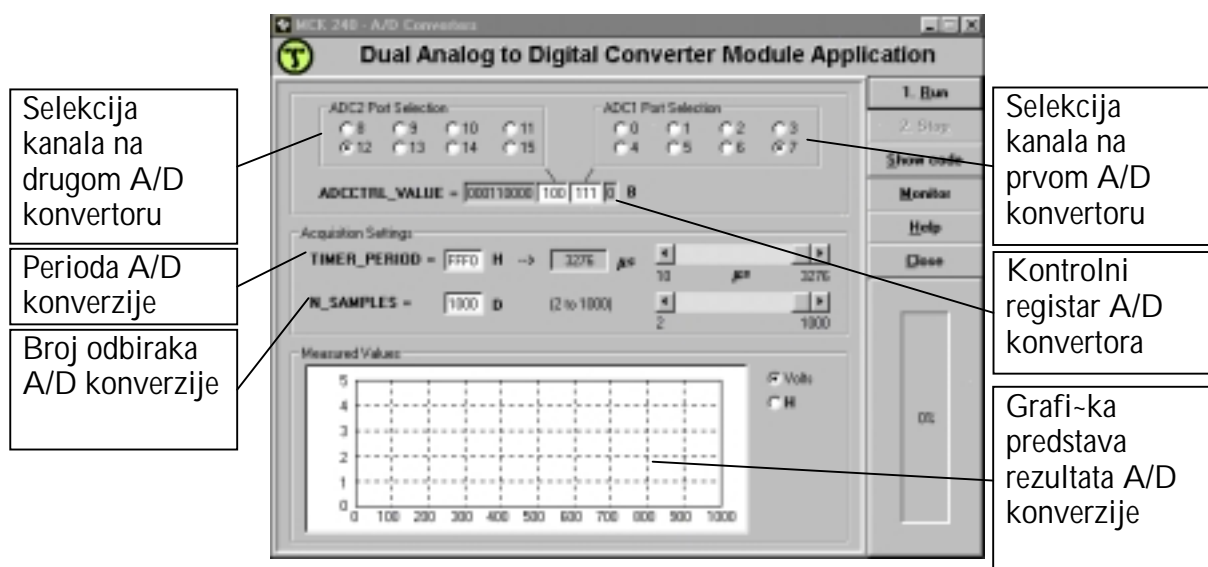 MCK 240 - A/D Converters
Dual Analog to Digital Converter Module Application
Selekcija
kanala na
drugom A/D
konvertoru
Perioda A/D
konverzije
Broj odbiraka
A/D konverzije
ADC2 Port Selection
8 9 10 11
12 13 14 15
ADC1 Port Selection
0 1 2 3
4 5 6 7
ADCCTRL_VALUE = 000110000 100 111 0 B
Acquistion Settings
TIMER_PERIOD = FFF0 H --> 3276 µs
10 µs 3276
N_SAMPLES = 1000 D (2 to 1000)
2 1000
Measured Values
5
4
3
2
1
0
0 100 200 300 400 500 600 700 800 900 1000
Volts
H
1. Run
2. Stop
Show code
Monitor
Help
Close
0%
Selekcija
kanala na
prvom A/D
konvertoru
Kontrolni
registar A/D
konvertora
Grafi~ka
predstava
rezultata A/D
konverzije